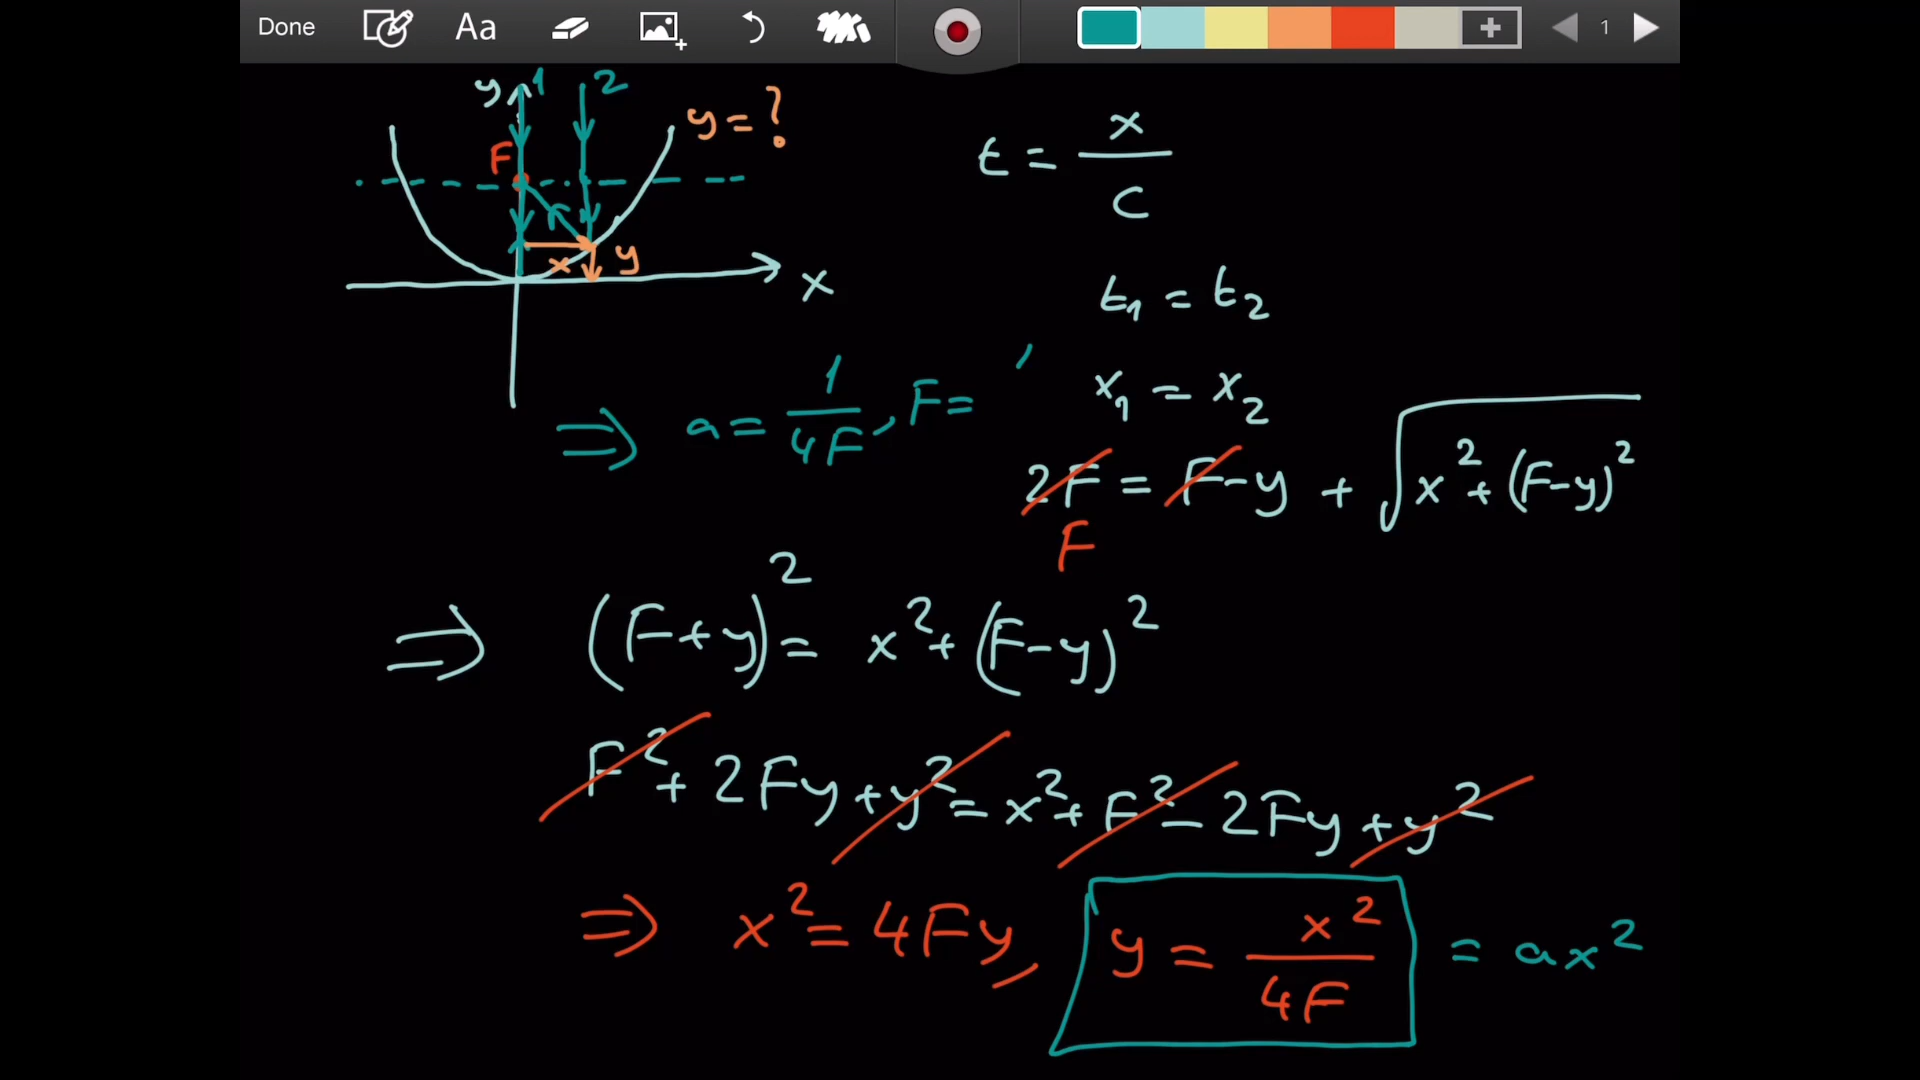 Done Aa 1
y 1 2
y = ?
F
x y
x
t = x / c
t₁ = t₂
x₁ = x₂
⇒ a = 1 / 4F , F =
2F = F - y + √(x² + (F-y)²)
F
⇒ (F+y)² = x² + (F-y)²
F² + 2Fy + y² = x² + F² - 2Fy + y²
⇒ x² = 4Fy, y = x² / 4F = ax²